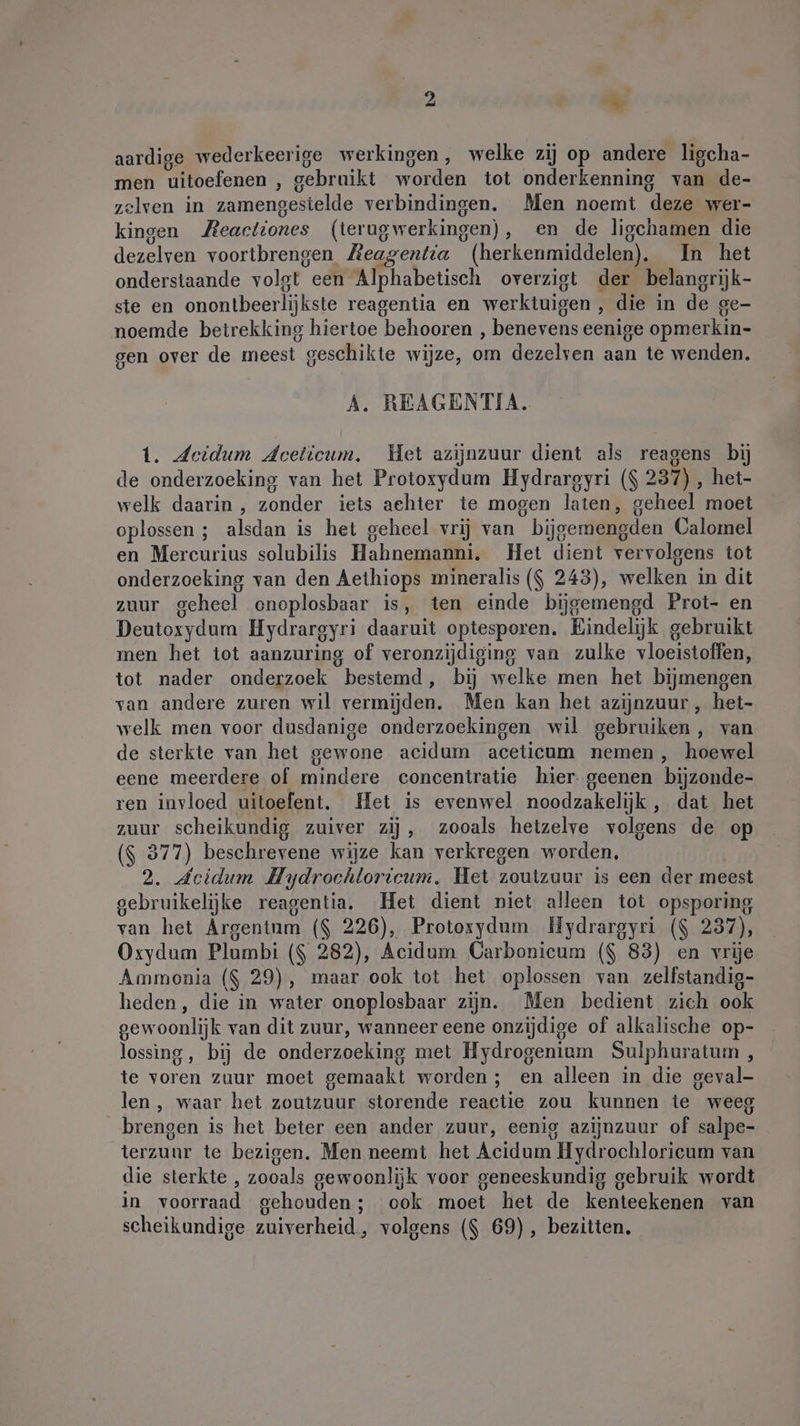 2
aardige wederkeerige werkingen, welke zij op andere ligcha-
men uitoefenen , gebruikt worden tot onderkenning van de-
zelven in zamengestelde verbindingen. Men noemt deze wer-
kingen Reactiones (terugwerkingen), en de ligchamen die
dezelven voortbrengen Reagentia (herkenmiddelen). In het
onderstaande volgt een Alphabetisch overzigt der belangrijk-
ste en onontbeerlijkste reagentia en werktuigen , die in de ge-
noemde betrekking hiertoe behooren , benevens eenige opmerkin-
gen over de meest geschikte wijze, om dezelven aan te wenden.
A. REAGENTIA.
1. Acidum Aceticum. Het azijnzuur dient als reagens bij
de onderzoeking van het Protoxydum Hydrargyri (§ 237) , het-
welk daarin , zonder iets achter te mogen laten, geheel moet
oplossen ; alsdan is het geheel vrij van bijgemengden Calomel
en Mercurius solubilis Hahnemanni. Het dient vervolgens tot
onderzoeking van den Aethiops mineralis (§ 243), welken in dit
zuur geheel onoplosbaar is, ten einde bijgemengd Prot- en
Deutoxydum Hydrargyri daaruit optesporen. Eindelijk gebruikt
men het tot aanzuring of veronzijdiging van zulke vloeistoffen,
tot nader onderzoek bestemd , bij welke men het bijmengen
van andere zuren wil vermijden. Men kan het azijnzuur , het-
welk men voor dusdanige onderzoekingen wil gebruiken , van
de sterkte van het gewone acidum aceticum nemen , hoewel
eene meerdere of mindere concentratie hier geenen bijzonde-
ren invloed uitoefent. Het is evenwel noodzakelijk , dat het
zuur scheikundig zuiver zij , zooals hetzelve volgens de op
(§ 377) beschrevene wijze kan verkregen worden.
2. Acidum Hydrochloricum. Het zoutzuur is een der meest
gebruikelijke reagentia. Het dient niet alleen tot opsporing
van het Argentum (§ 226), Protoxydum Hydrargyri (§ 237),
Oxydum Plumbi (§ 282), Acidum Carbonicum (§ 83) en vrije
Ammonia (§ 29), maar ook tot het oplossen van zelfstandig-
heden, die in water onoplosbaar zijn. Men bedient zich ook
gewoonlijk van dit zuur, wanneer eene onzijdige of alkalische op-
lossing, bij de onderzoeking met Hydrogenium Sulphuratum ,
te voren zuur moet gemaakt worden ; en alleen in die geval-
len, waar het zoutzuur storende reactie zou kunnen te weeg
brengen is het beter een ander zuur, eenig azijnzuur of salpe-
terzuur te bezigen. Men neemt het Acidum Hydrochloricum van
die sterkte , zooals gewoonlijk voor geneeskundig gebruik wordt
in voorraad gehouden ; ook moet het de kenteekenen van
scheikundige zuiverheid , volgens (§ 69), bezitten.